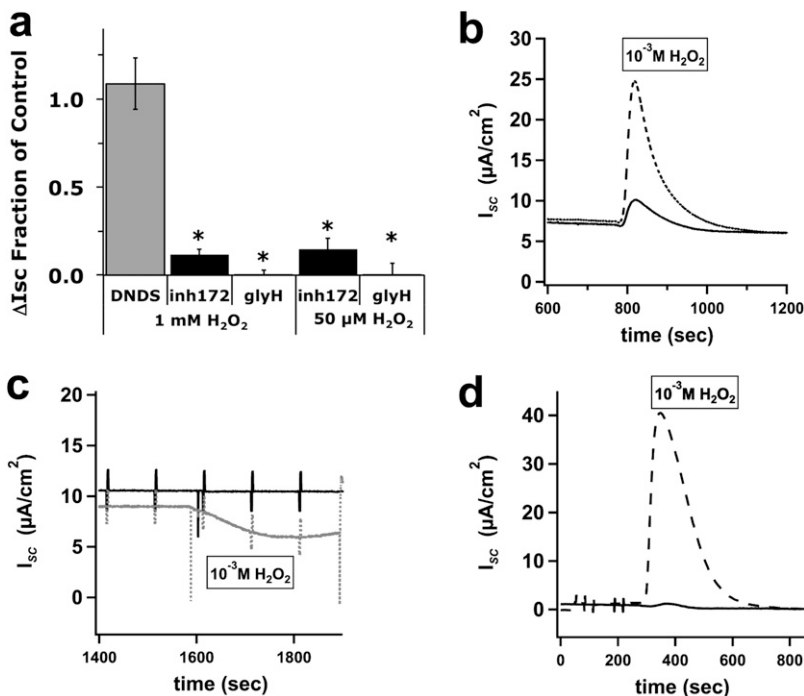 a
ΔIsc Fraction of Control
1.0
0.5
0.0
*
*
*
*
DNDS inh172 glyH inh172 glyH
1 mM H₂O₂ 50 µM H₂O₂
b
I_SC (µA/cm²)
30
25
20
15
10
5
0
10⁻³M H₂O₂
600 800 1000 1200
time (sec)
c
I_SC (µA/cm²)
20
15
10
5
0
10⁻³M H₂O₂
1400 1600 1800
time (sec)
d
I_SC (µA/cm²)
40
30
20
10
0
10⁻³M H₂O₂
0 200 400 600 800
time (sec)